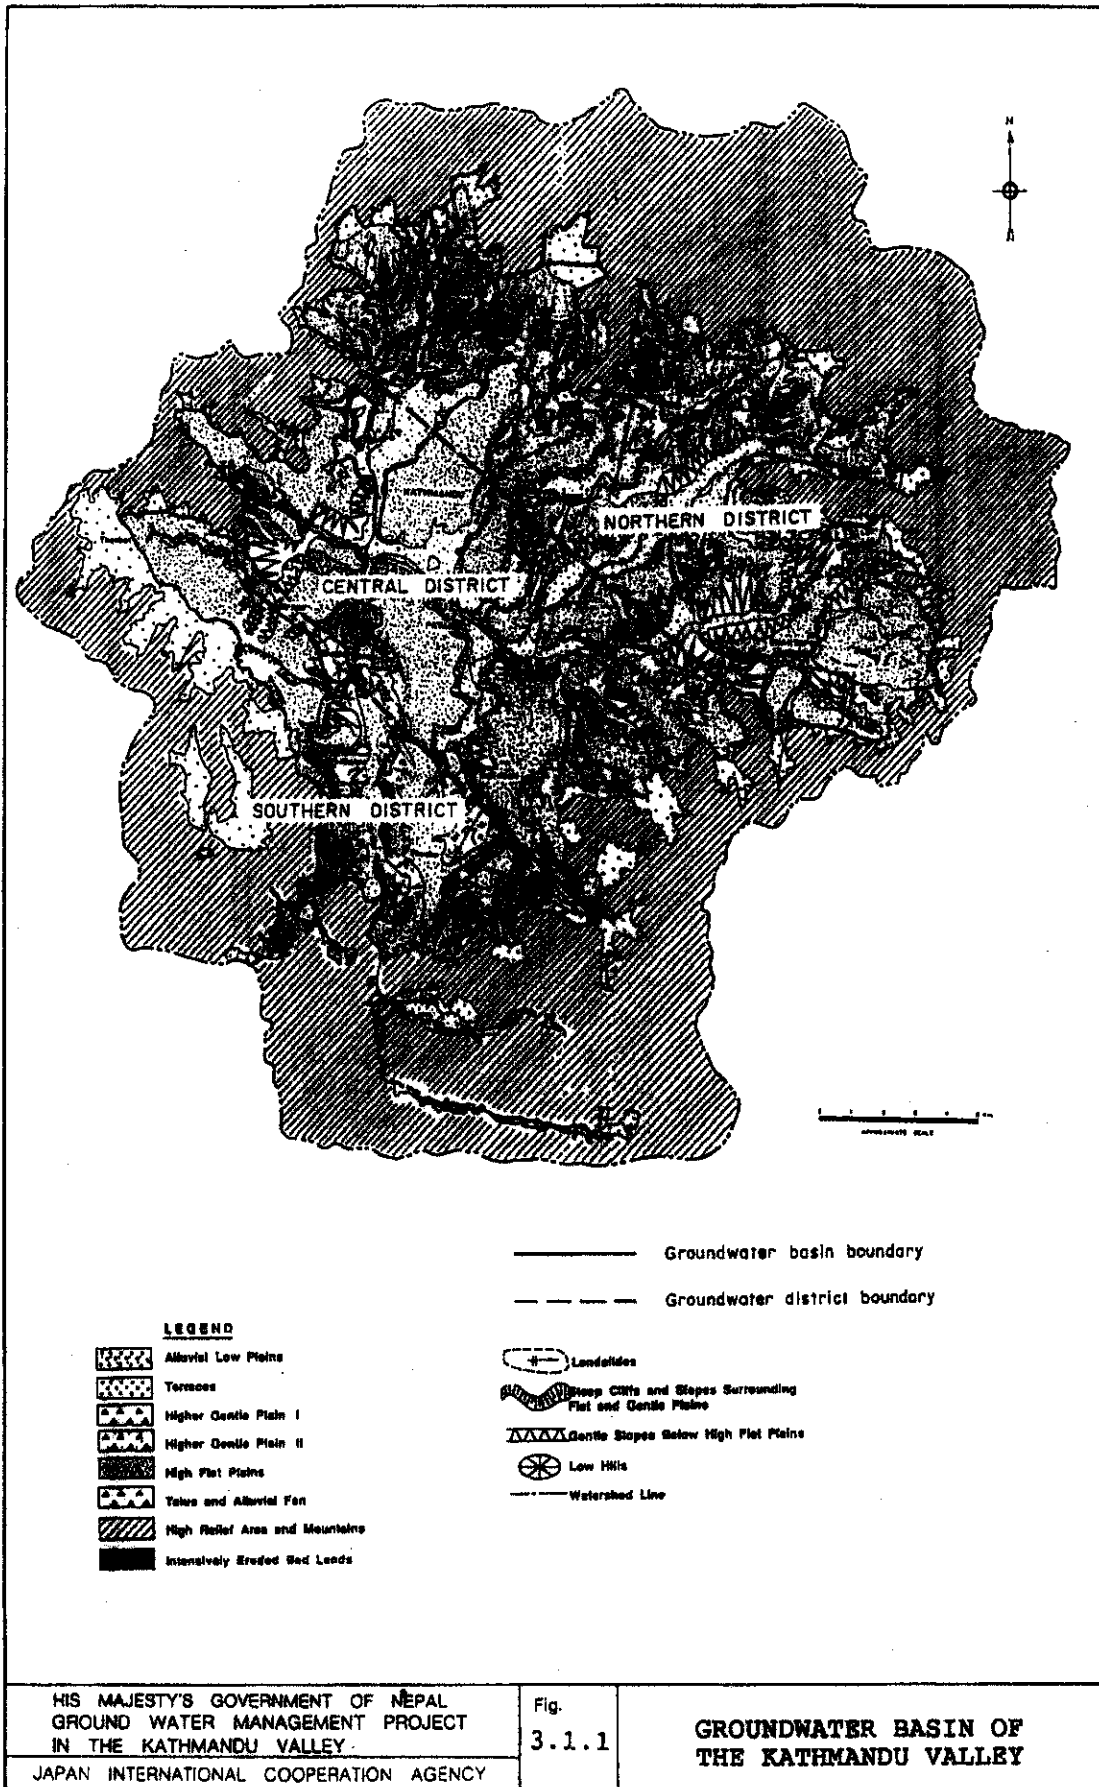 N
KATHMANDU
NORTHERN DISTRICT
CENTRAL DISTRICT
SOUTHERN DISTRICT
APPROXIMATE SCALE
Groundwater basin boundary
Groundwater district boundary
LEGEND
Alluvial Low Plains
Terraces
Higher Gentle Plain I
Higher Gentle Plain II
High Flat Plains
Talus and Alluvial Fan
High Relief Area and Mountains
Intensively Eroded Bad Lands
Landslides
Steep Cliffs and Slopes Surrounding
Flat and Gentle Plains
Gentle Slopes Below High Flat Plains
Low Hills
Watershed Line
HIS MAJESTY'S GOVERNMENT OF NEPAL
GROUND WATER MANAGEMENT PROJECT
IN THE KATHMANDU VALLEY
JAPAN INTERNATIONAL COOPERATION AGENCY
Fig.
3.1.1
GROUNDWATER BASIN OF
THE KATHMANDU VALLEY